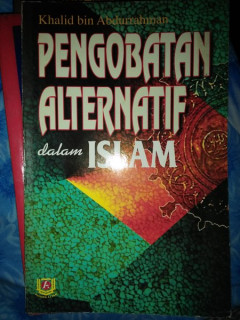 Khalid bin Abdurrahman
PENGOBATAN
ALTERNATIF
dalam ISLAM